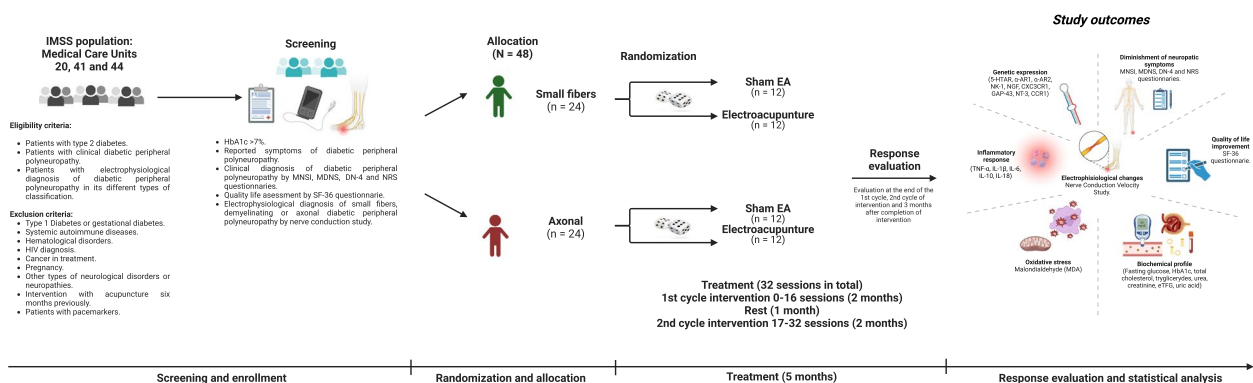 Study outcomes
IMSS population:
Medical Care Units
20, 41 and 44
Eligibility criteria:
• Patients with type 2 diabetes.
• Patients with clinical diabetic peripheral
polyneuropathy.
• Patients with electrophysiological
diagnosis of diabetic peripheral
polyneuropathy in its different types of
classification.
Exclusion criteria:
• Type 1 Diabetes or gestational diabetes.
• Systemic autoimmune diseases.
• Hematological disorders.
• HIV diagnosis.
• Cancer in treatment.
• Pregnancy.
• Other types of neurological disorders or
neuropathies.
• Intervention with acupuncture six
months previously.
• Patients with pacermarkers.
Screening
• HbA1c >7%.
• Reported symptoms of diabetic peripheral
polyneuropathy.
• Clinical diagnosis of diabetic peripheral
polyneuropathy by MNSI, MDNS, DN-4 and NRS
questionnaries.
• Quality life asessment by SF-36 questionnarie.
• Electrophysiological diagnosis of small fibers,
demyelinating or axonal diabetic peripheral
polyneuropathy by nerve conduction study.
Allocation
(N = 48)
Small fibers
(n = 24)
Axonal
(n = 24)
Randomization
Sham EA
(n = 12)
Electroacupunture
(n = 12)
Sham EA
(n = 12)
Electroacupunture
(n = 12)
Treatment (32 sessions in total)
1st cycle intervention 0-16 sessions (2 months)
Rest (1 month)
2nd cycle intervention 17-32 sessions (2 months)
Response
evaluation
Evaluation at the end of the
1st cycle, 2nd cycle of
intervention and 3 months
after completion of
intervention
Genetic expression
(5-HTAR, α-AR1, α-AR2,
NK-1, NGF, CXC3CR1,
GAP-43, NT-3, CCR1)
Diminishment of neuropatic
symptoms
MNSI, MDNS, DN-4 and NRS
questionnaries.
Inflammatory
response
(TNF-α, IL-1β, IL-6,
IL-10, IL-18)
Quality of life
improvement
SF-36
questionnarie.
Electrophisiological changes
Nerve Conduction Velocity
Study.
Oxidative stress
Malondialdehyde (MDA)
Biochemical profile
(Fasting glucose, HbA1c, total
cholesterol, tryglicerydes, urea,
creatinine, eTFG, uric acid)
Screening and enrollment
Randomization and allocation
Treatment (5 months)
Response evaluation and statistical analysis